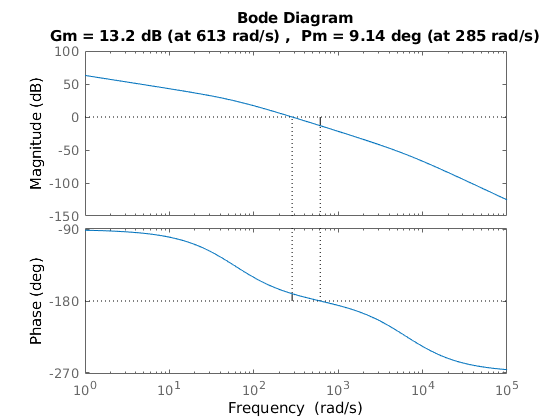 Bode Diagram
Gm = 13.2 dB (at 613 rad/s) ,  Pm = 9.14 deg (at 285 rad/s)
100
50
0
-50
-100
-150
Magnitude (dB)
-90
-180
-270
Phase (deg)
10^0 10^1 10^2 10^3 10^4 10^5
Frequency  (rad/s)